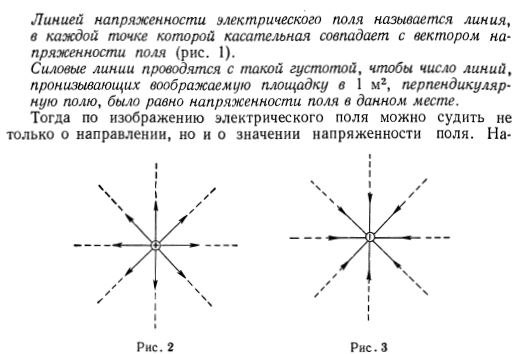 Линией напряженности электрического поля называется линия,
в каждой точке которой касательная совпадает с вектором на-
пряженности поля (рис. 1).
Силовые линии проводятся с такой густотой, чтобы число линий,
пронизывающих воображаемую площадку в 1 м², перпендикуляр-
ную полю, было равно напряженности поля в данном месте.
Тогда по изображению электрического поля можно судить не
только о направлении, но и о значении напряженности поля. На-
Рис. 2
Рис. 3